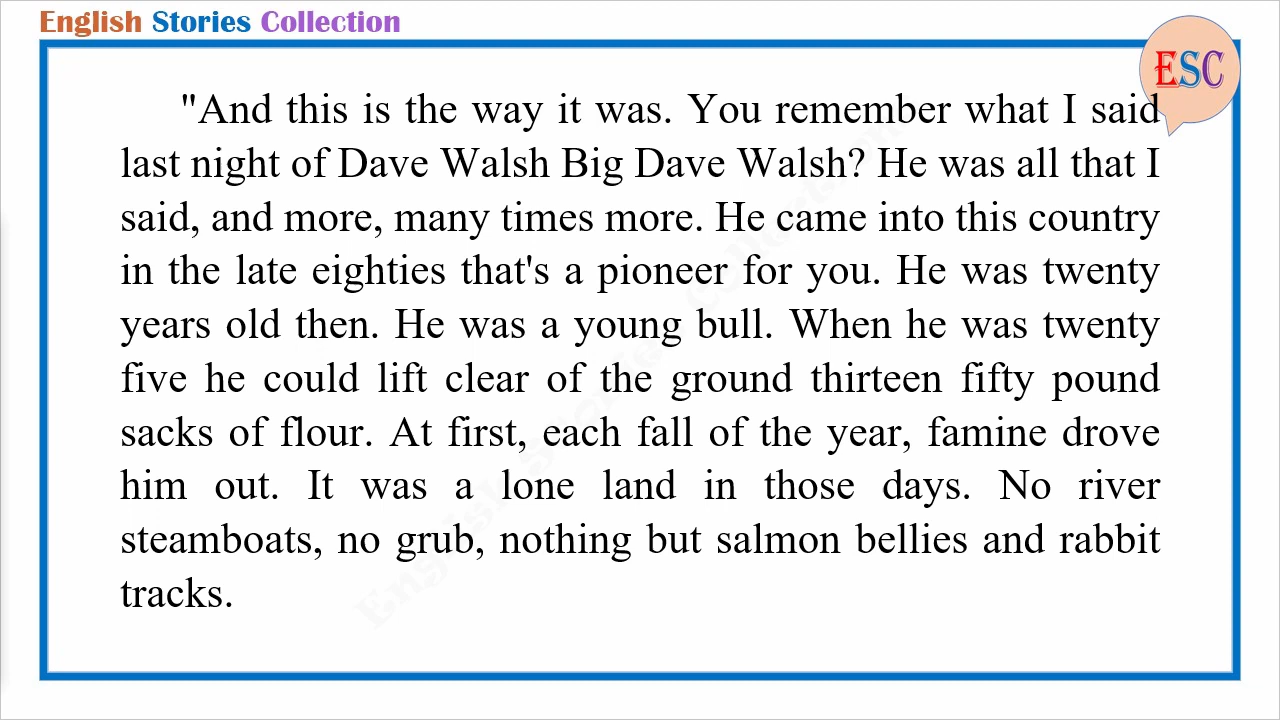 English Stories Collection
ESC
"And this is the way it was. You remember what I said
last night of Dave Walsh Big Dave Walsh? He was all that I
said, and more, many times more. He came into this country
in the late eighties that's a pioneer for you. He was twenty
years old then. He was a young bull. When he was twenty
five he could lift clear of the ground thirteen fifty pound
sacks of flour. At first, each fall of the year, famine drove
him out. It was a lone land in those days. No river
steamboats, no grub, nothing but salmon bellies and rabbit
tracks.
English Stories Collection